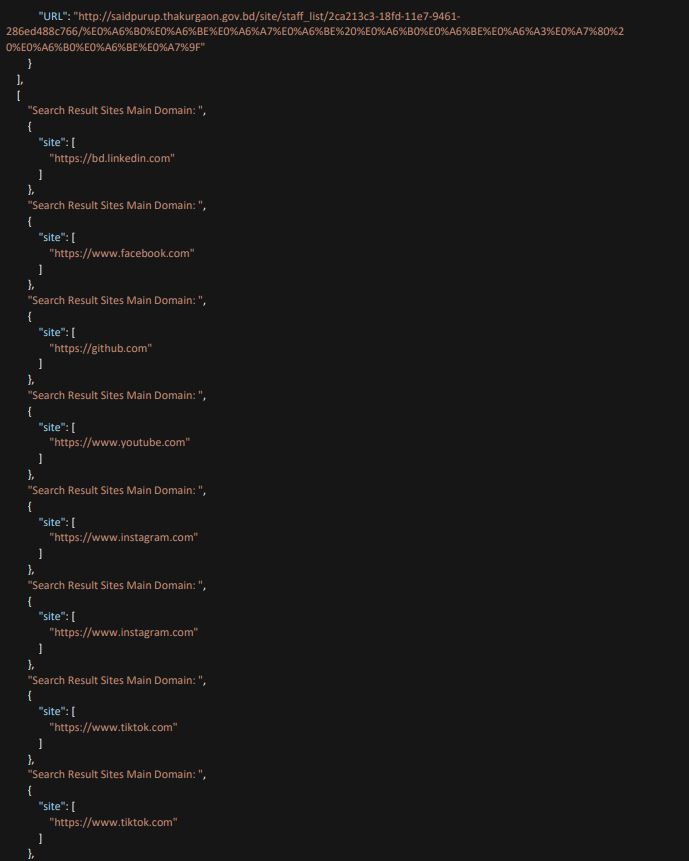 "URL": "http://saidpurup.thakurgaon.gov.bd/site/staff_list/2ca213c3-18fd-11e7-9461-
286ed488c766/%E0%A6%B0%E0%A6%BE%E0%A6%A7%E0%A6%BE%20%E0%A6%B0%E0%A6%BE%E0%A6%A3%E0%A7%80%2
0%E0%A6%B0%E0%A6%BE%E0%A7%9F"
}
],
[
"Search Result Sites Main Domain: ",
{
"site": [
"https://bd.linkedin.com"
]
},
"Search Result Sites Main Domain: ",
{
"site": [
"https://www.facebook.com"
]
},
"Search Result Sites Main Domain: ",
{
"site": [
"https://github.com"
]
},
"Search Result Sites Main Domain: ",
{
"site": [
"https://www.youtube.com"
]
},
"Search Result Sites Main Domain: ",
{
"site": [
"https://www.instagram.com"
]
},
"Search Result Sites Main Domain: ",
{
"site": [
"https://www.instagram.com"
]
},
"Search Result Sites Main Domain: ",
{
"site": [
"https://www.tiktok.com"
]
},
"Search Result Sites Main Domain: ",
{
"site": [
"https://www.tiktok.com"
]
},